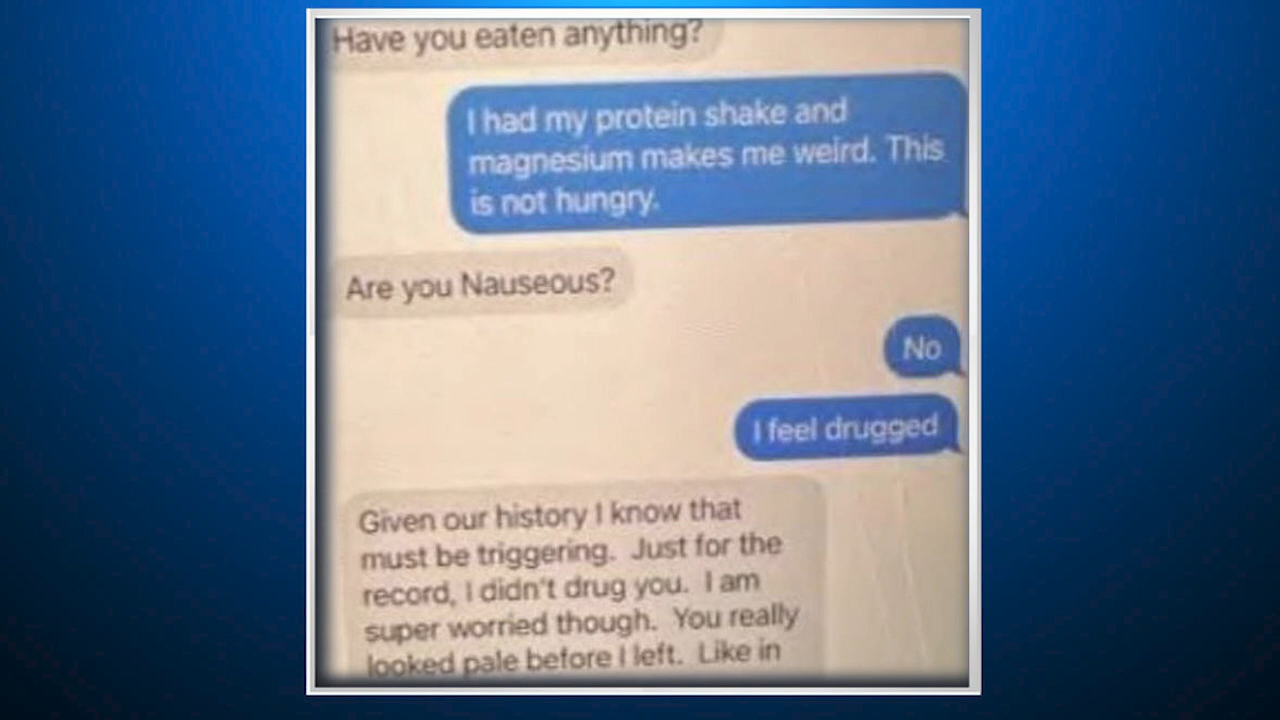 Have you eaten anything?
I had my protein shake and
magnesium makes me weird. This
is not hungry.
Are you Nauseous?
No
I feel drugged
Given our history I know that
must be triggering.  Just for the
record, I didn't drug you.  I am
super worried though.  You really
looked pale before I left.  Like in